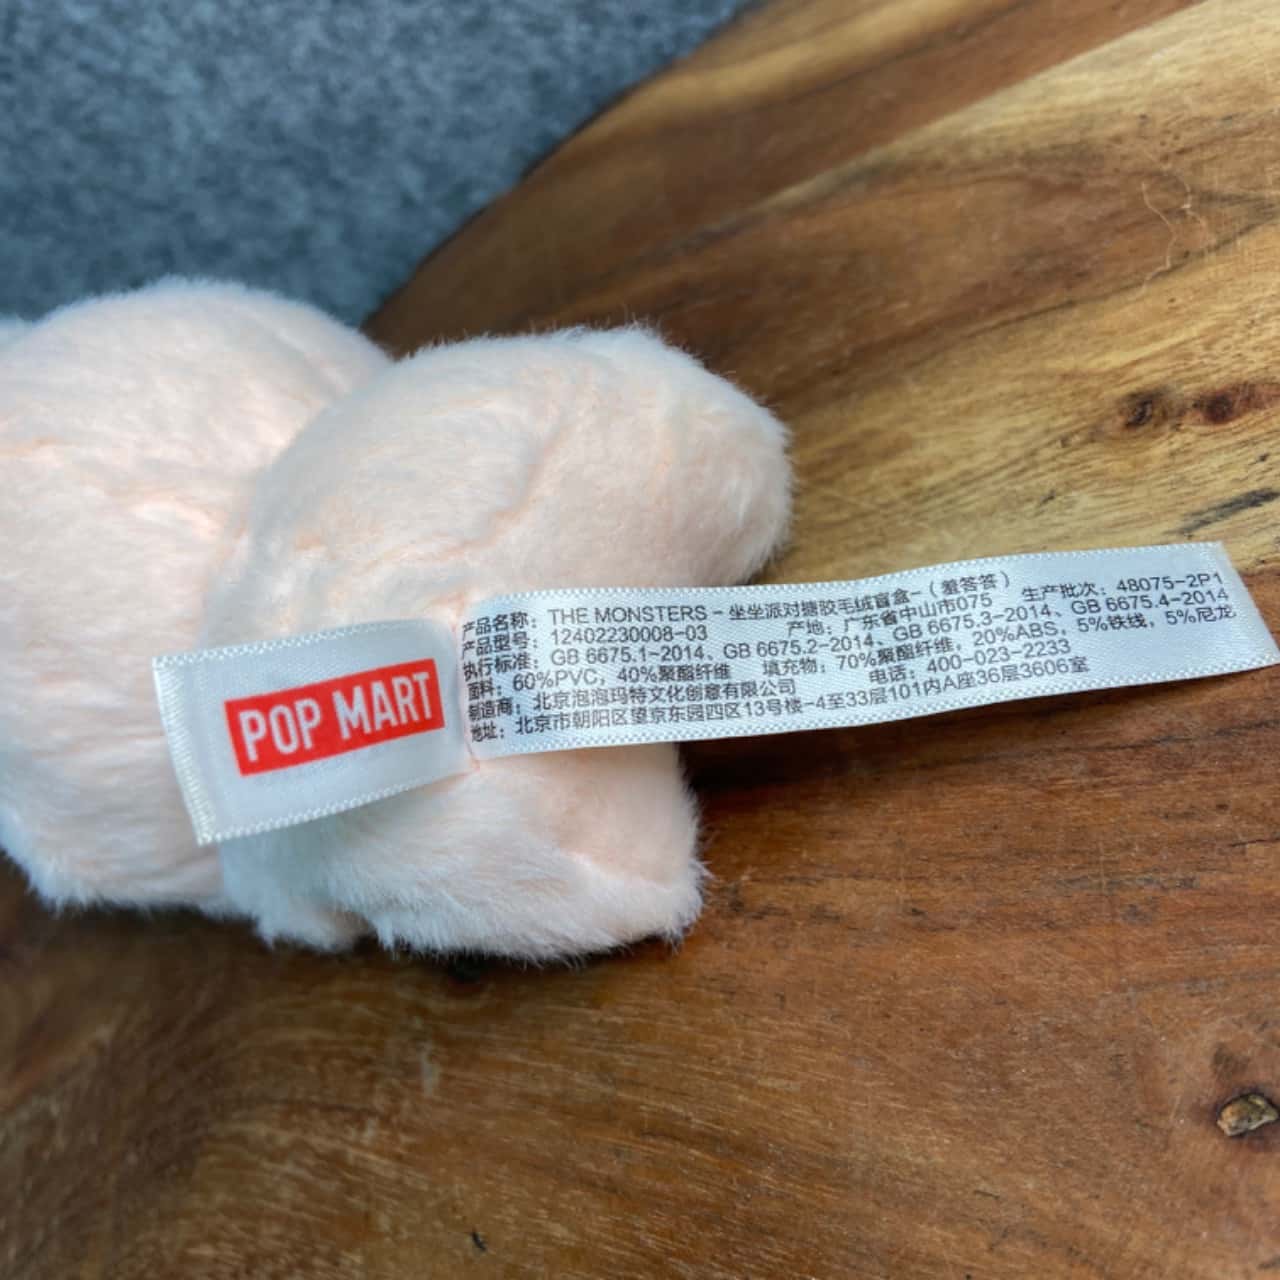 POP MART
产品名称：THE MONSTERS - 坐坐派对搪胶毛绒盲盒-（羞答答） 生产批次：48075-2P1
产品型号：12402230008-03 产地：广东省中山市075
执行标准：GB 6675.1-2014、GB 6675.2-2014、GB 6675.3-2014、GB 6675.4-2014
面料：60%PVC，40%聚酯纤维 填充物：70%聚酯纤维，20%ABS，5%铁线，5%尼龙
制造商：北京泡泡玛特文化创意有限公司 电话：400-023-2233
地址：北京市朝阳区望京东园四区13号楼-4至33层101内A座36层3606室